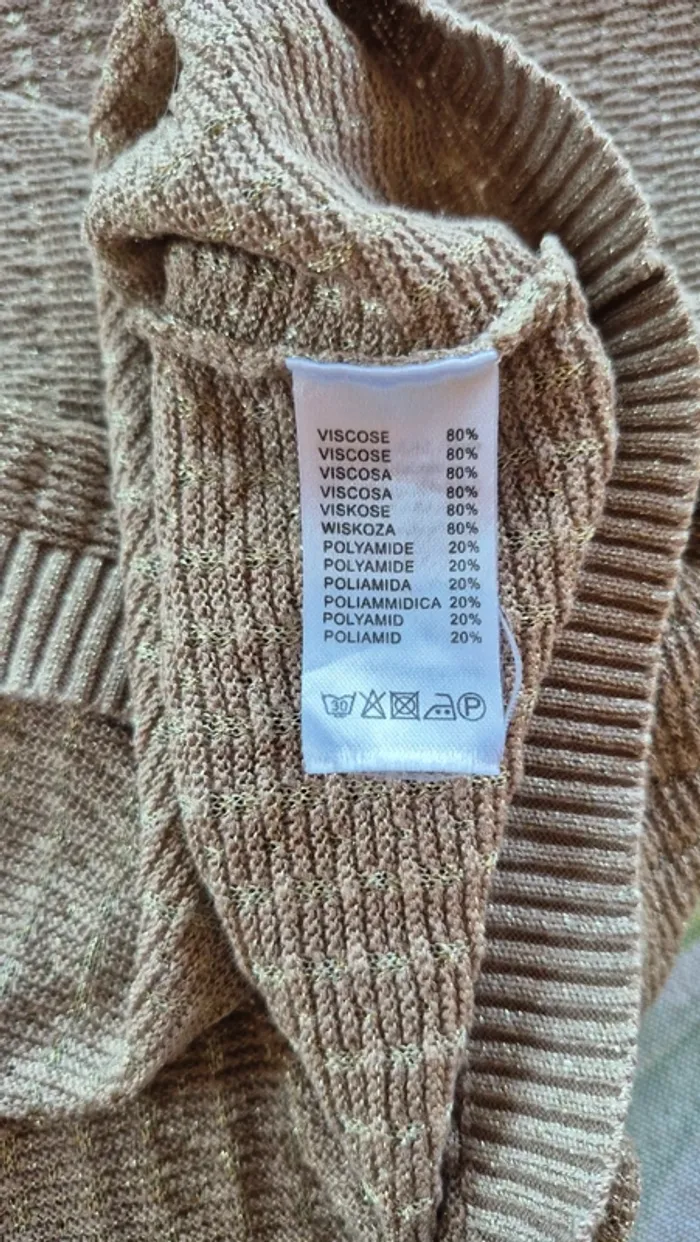 VISCOSE 80%
VISCOSE 80%
VISCOSA 80%
VISCOSA 80%
VISKOSE 80%
WISKOZA 80%
POLYAMIDE 20%
POLYAMIDE 20%
POLIAMIDA 20%
POLIAMMIDICA 20%
POLYAMID 20%
POLIAMID 20%
30 P